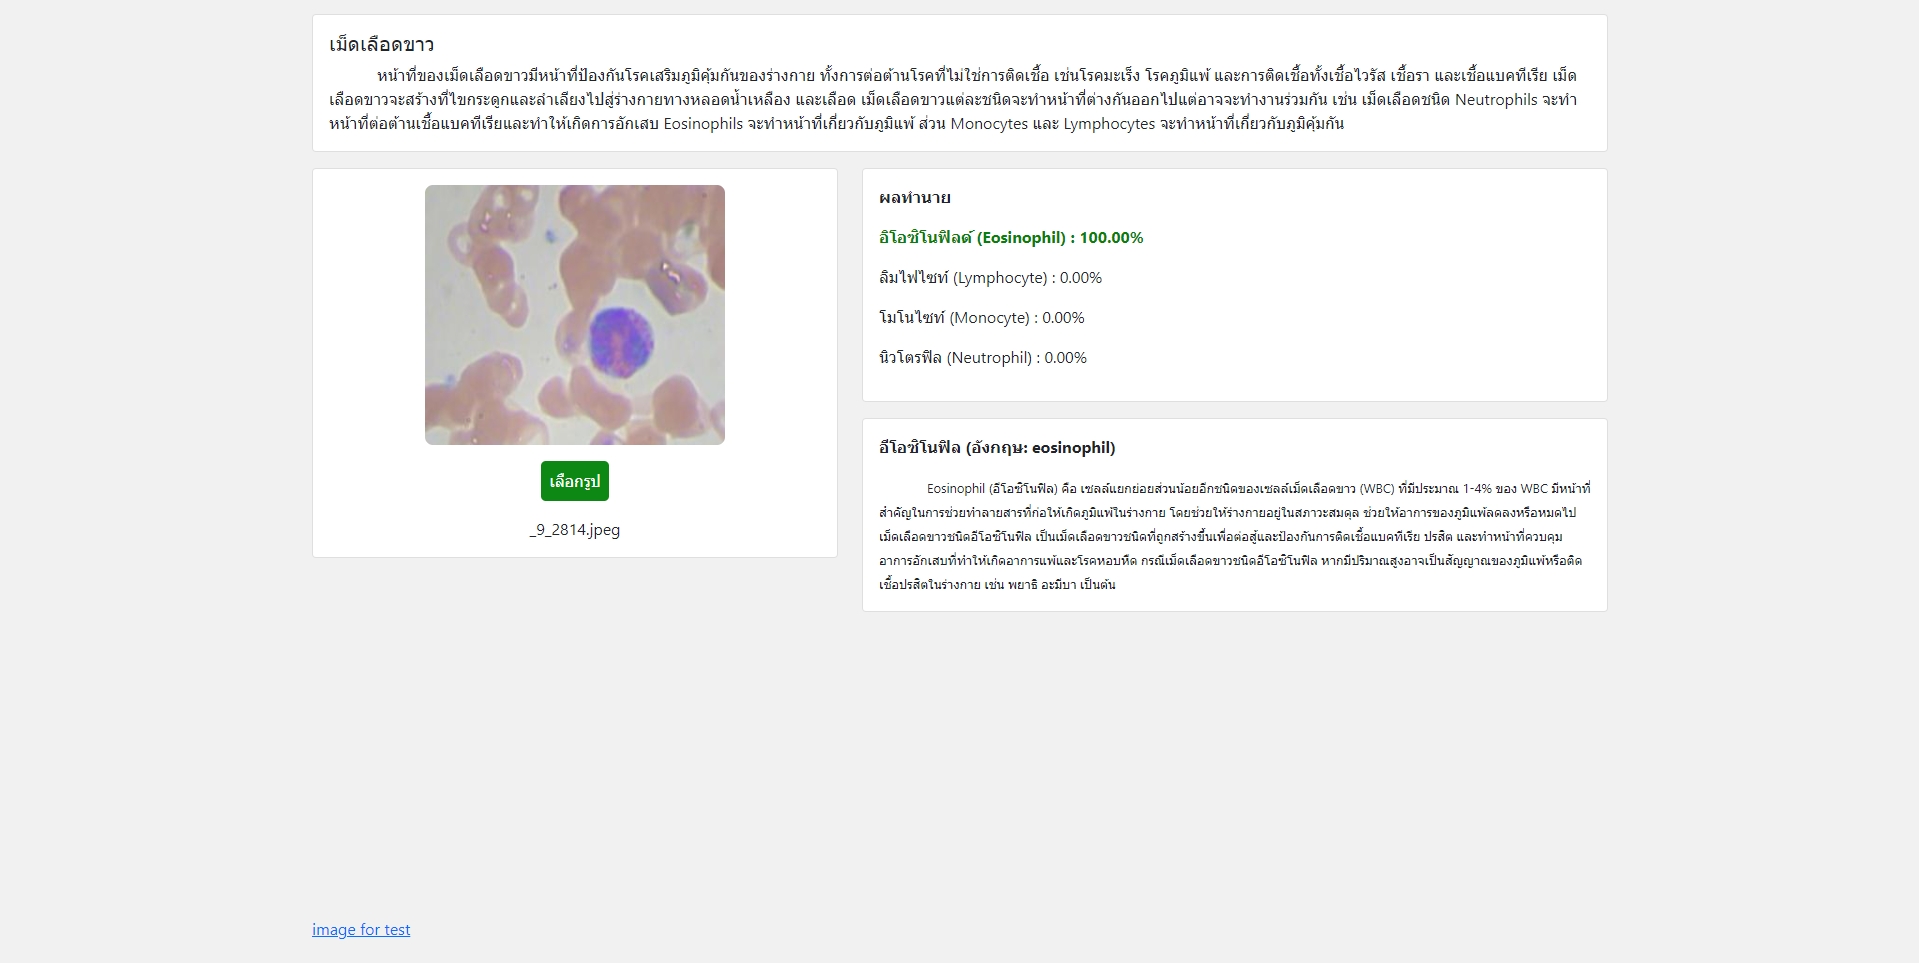 เม็ดเลือดขาว
หน้าที่ของเม็ดเลือดขาวมีหน้าที่ป้องกันโรคเสริมภูมิคุ้มกันของร่างกาย ทั้งการต่อต้านโรคที่ไม่ใช่การติดเชื้อ เช่นโรคมะเร็ง โรคภูมิแพ้ และการติดเชื้อทั้งเชื้อไวรัส เชื้อรา และเชื้อแบคทีเรีย เม็ด
เลือดขาวจะสร้างที่ไขกระดูกและลำเลียงไปสู่ร่างกายทางหลอดน้ำเหลือง และเลือด เม็ดเลือดขาวแต่ละชนิดจะทำหน้าที่ต่างกันออกไปแต่อาจจะทำงานร่วมกัน เช่น เม็ดเลือดชนิด Neutrophils จะทำ
หน้าที่ต่อต้านเชื้อแบคทีเรียและทำให้เกิดการอักเสบ Eosinophils จะทำหน้าที่เกี่ยวกับภูมิแพ้ ส่วน Monocytes และ Lymphocytes จะทำหน้าที่เกี่ยวกับภูมิคุ้มกัน
เลือกรูป
_9_2814.jpeg
ผลทำนาย
อิโอซิโนฟิลด์ (Eosinophil) : 100.00%
ลิมไฟไซท์ (Lymphocyte) : 0.00%
โมโนไซท์ (Monocyte) : 0.00%
นิวโตรฟิล (Neutrophil) : 0.00%
อีโอซิโนฟิล (อังกฤษ: eosinophil)
Eosinophil (อีโอซิโนฟิล) คือ เซลล์แยกย่อยส่วนน้อยอีกชนิดของเซลล์เม็ดเลือดขาว (WBC) ที่มีประมาณ 1-4% ของ WBC มีหน้าที่
สำคัญในการช่วยทำลายสารที่ก่อให้เกิดภูมิแพ้ในร่างกาย โดยช่วยให้ร่างกายอยู่ในสภาวะสมดุล ช่วยให้อาการของภูมิแพ้ลดลงหรือหมดไป
เม็ดเลือดขาวชนิดอีโอซิโนฟิล เป็นเม็ดเลือดขาวชนิดที่ถูกสร้างขึ้นเพื่อต่อสู้และป้องกันการติดเชื้อแบคทีเรีย ปรสิต และทำหน้าที่ควบคุม
อาการอักเสบที่ทำให้เกิดอาการแพ้และโรคหอบหืด กรณีเม็ดเลือดขาวชนิดอีโอซิโนฟิล หากมีปริมาณสูงอาจเป็นสัญญาณของภูมิแพ้หรือติด
เชื้อปรสิตในร่างกาย เช่น พยาธิ อะมีบา เป็นต้น
image for test